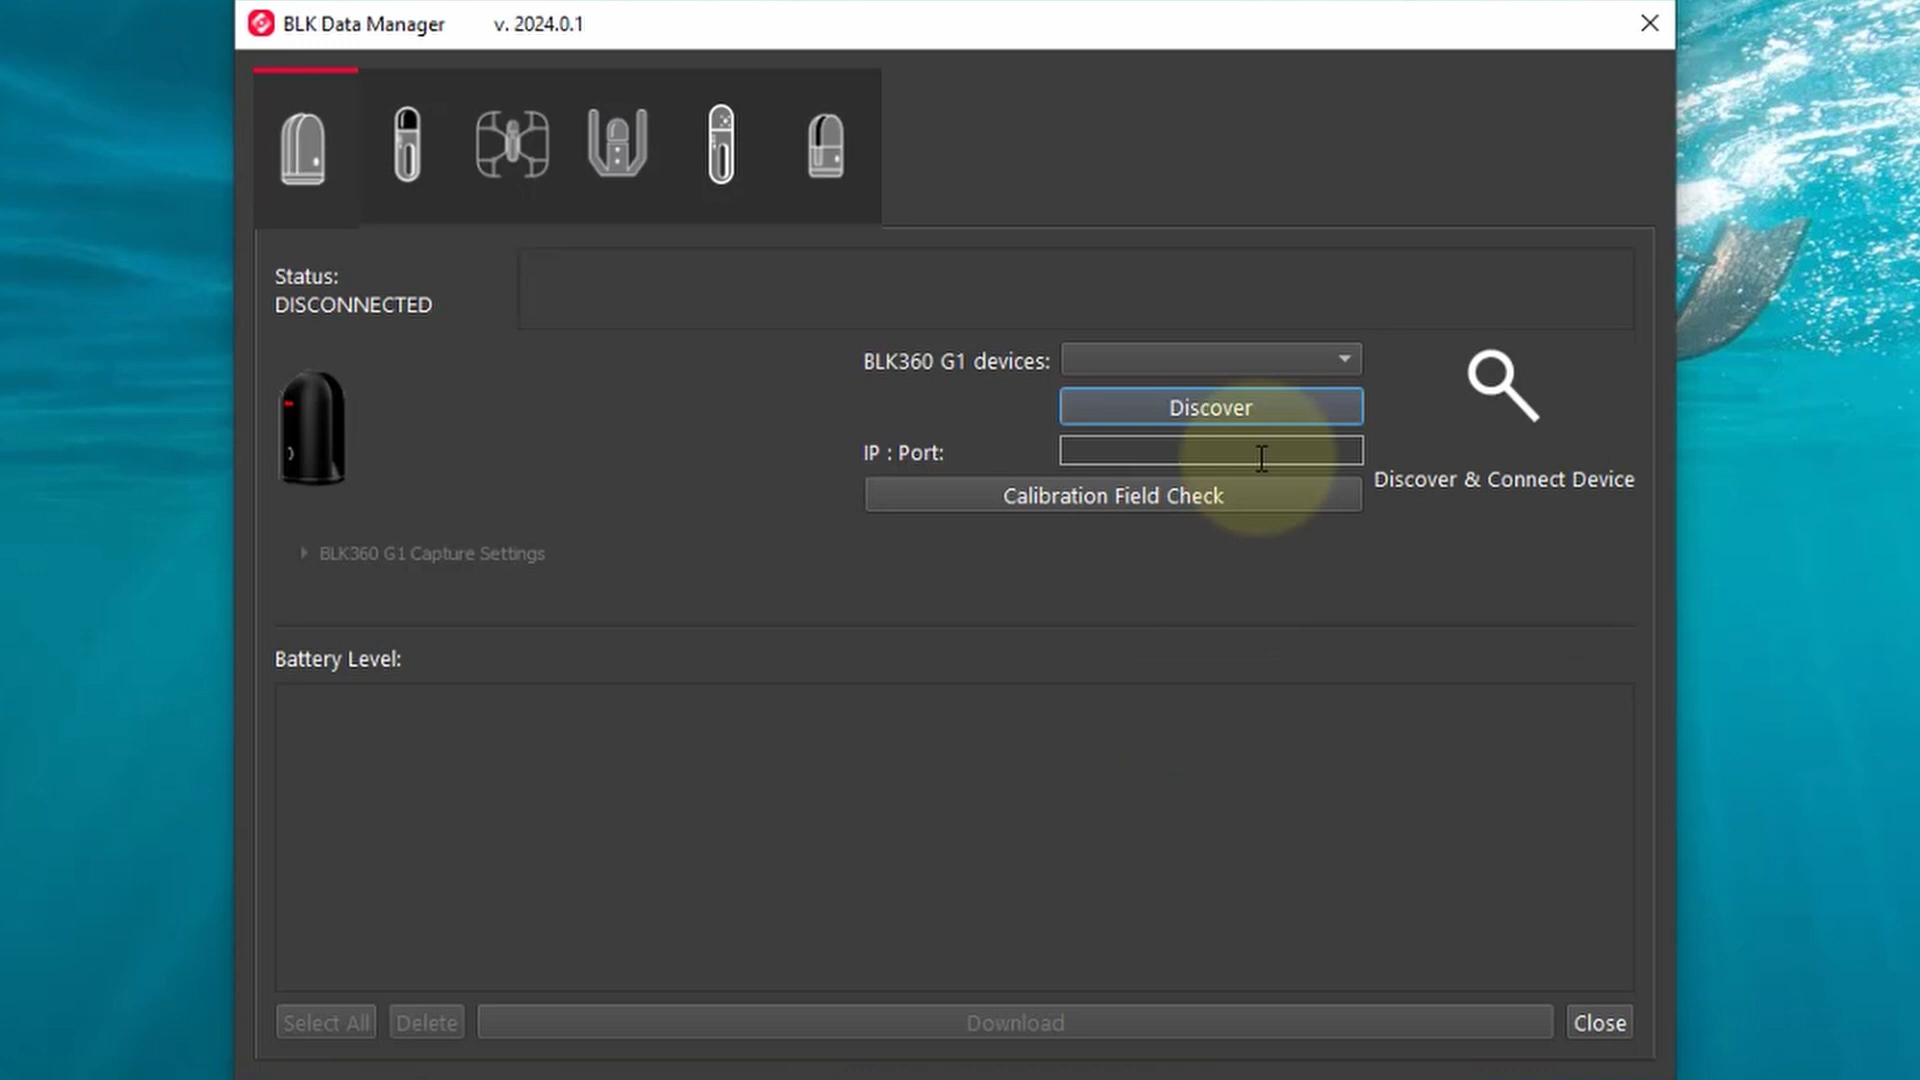 BLK Data Manager v. 2024.0.1
Status:
DISCONNECTED
BLK360 G1 devices:
Discover
IP : Port:
Discover & Connect Device
Calibration Field Check
BLK360 G1 Capture Settings
Battery Level:
Select All Delete Download Close